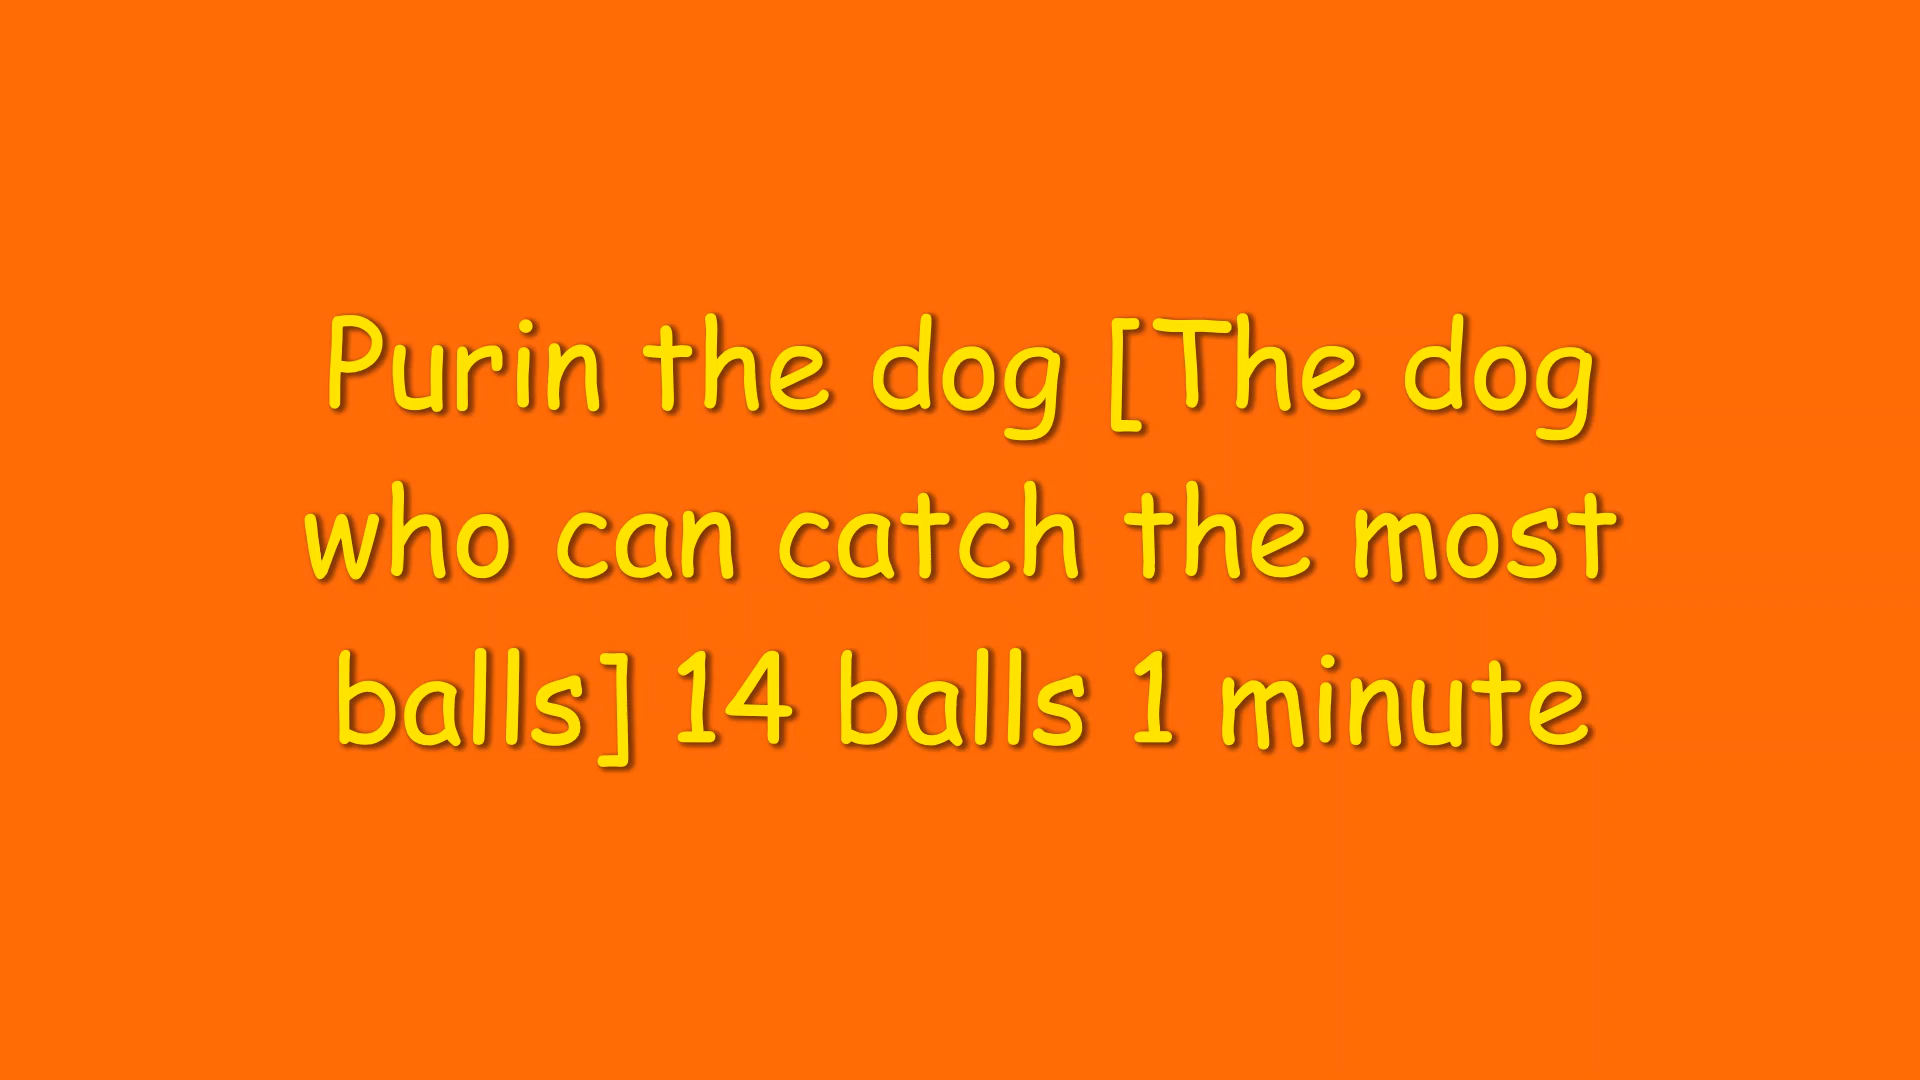 Purin the dog [The dog
who can catch the most
balls] 14 balls 1 minute